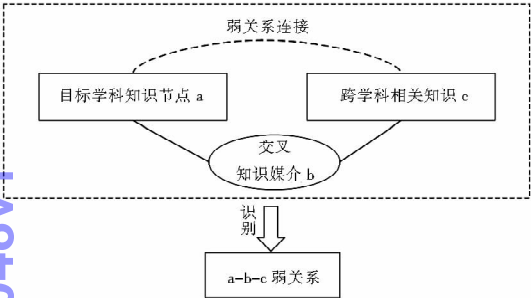 弱关系连接
目标学科知识节点 a
跨学科相关知识 c
交叉
知识媒介 b
识别
a-b-c 弱关系